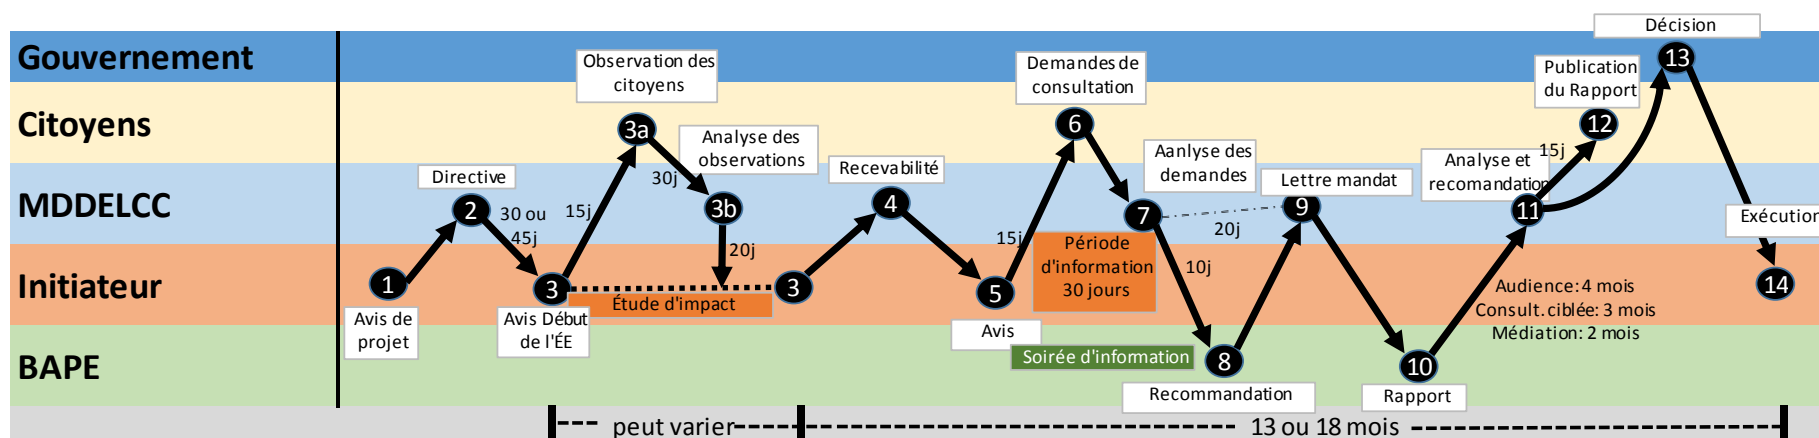 Gouvernement
Citoyens
MDDELCC
Initiateur
BAPE
1
Avis de
projet
Directive
2
30 ou
45j
3
Avis Début
de l'ÉE
15j
Observation des
citoyens
3a
30j
Analyse des
observations
3b
20j
Étude d'impact
3
Recevabilité
4
5
Avis
15j
Demandes de
consultation
6
Aanlyse des
demandes
7
Période
d'information
30 jours
Soirée d'information
10j
8
Recommandation
20j
Lettre mandat
9
10
Rapport
Audience: 4 mois
Consult. ciblée: 3 mois
Médiation: 2 mois
Analyse et
recomandation
11
15j
Publication
du Rapport
12
Décision
13
Exécution
14
peut varier
13 ou 18 mois